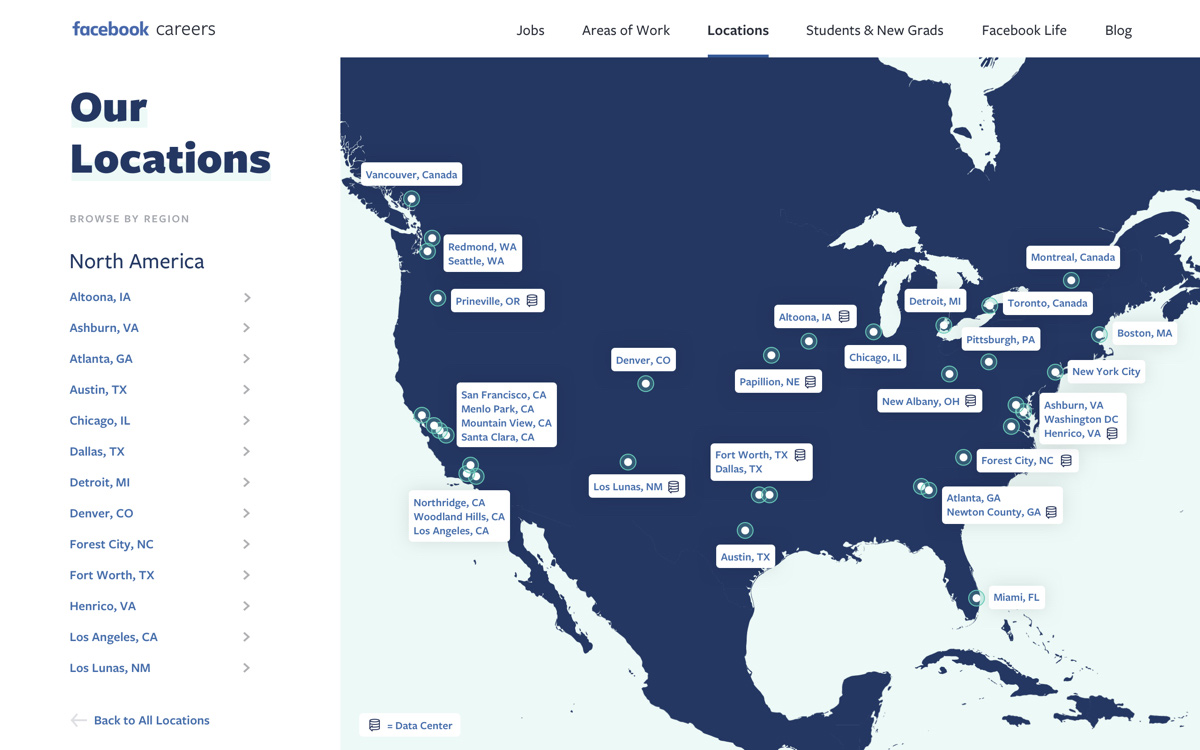 facebook careers
Jobs
Areas of Work
Locations
Students & New Grads
Facebook Life
Blog
Our
Locations
BROWSE BY REGION
North America
Altoona, IA
Ashburn, VA
Atlanta, GA
Austin, TX
Chicago, IL
Dallas, TX
Detroit, MI
Denver, CO
Forest City, NC
Fort Worth, TX
Henrico, VA
Los Angeles, CA
Los Lunas, NM
Back to All Locations
Vancouver, Canada
Redmond, WA
Seattle, WA
Prineville, OR
Montreal, Canada
Detroit, MI
Toronto, Canada
Altoona, IA
Boston, MA
Pittsburgh, PA
Chicago, IL
Denver, CO
New York City
Papillion, NE
San Francisco, CA
Menlo Park, CA
Mountain View, CA
Santa Clara, CA
New Albany, OH
Ashburn, VA
Washington DC
Henrico, VA
Fort Worth, TX
Dallas, TX
Forest City, NC
Los Lunas, NM
Northridge, CA
Woodland Hills, CA
Los Angeles, CA
Atlanta, GA
Newton County, GA
Austin, TX
Miami, FL
= Data Center